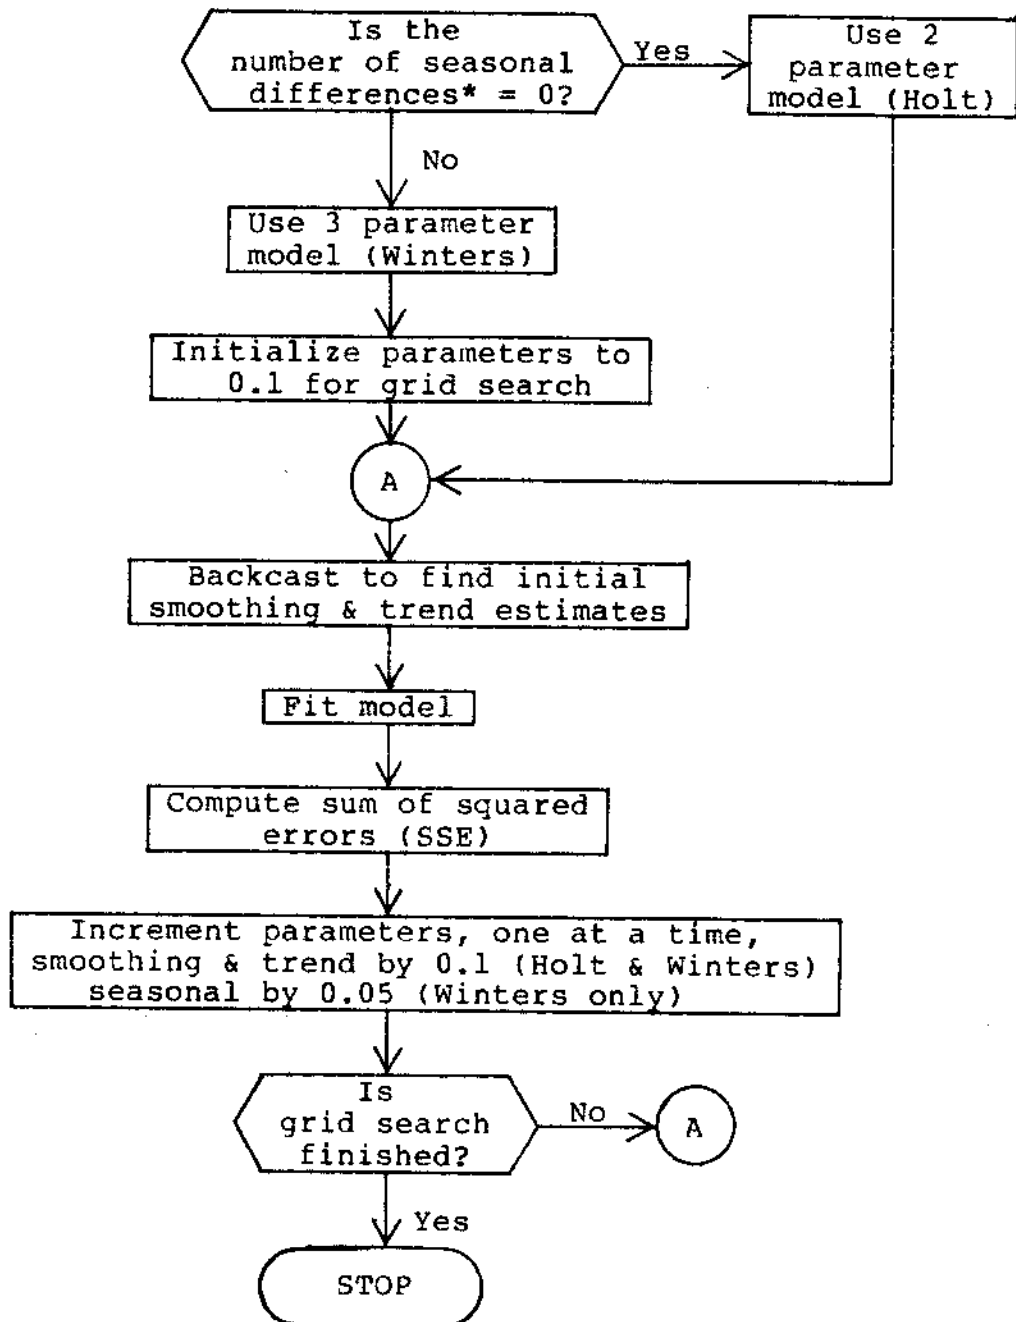 Is the
number of seasonal
differences* = 0?
Yes
Use 2
parameter
model (Holt)
No
Use 3 parameter
model (Winters)
Initialize parameters to
0.1 for grid search
A
Backcast to find initial
smoothing & trend estimates
Fit model
Compute sum of squared
errors (SSE)
Increment parameters, one at a time,
smoothing & trend by 0.1 (Holt & Winters)
seasonal by 0.05 (Winters only)
Is
grid search
finished?
No
A
Yes
STOP